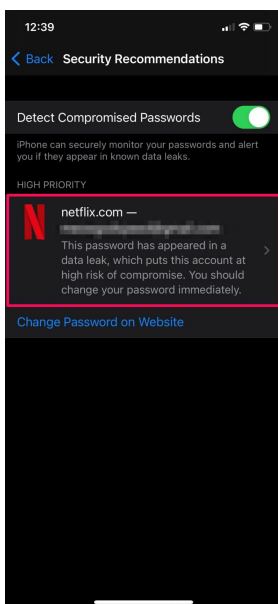 12:39
Back Security Recommendations
Detect Compromised Passwords
iPhone can securely monitor your passwords and alert
you if they appear in known data leaks.
HIGH PRIORITY
netflix.com —
This password has appeared in a
data leak, which puts this account at
high risk of compromise. You should
change your password immediately.
Change Password on Website